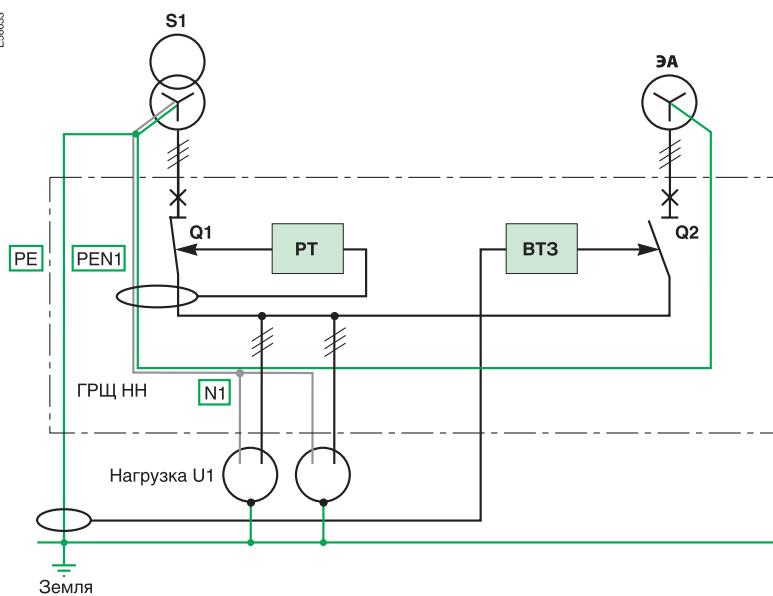 S1
ЭА
Q1
РТ
ВТЗ
Q2
PE
PEN1
ГРЩ НН
N1
Нагрузка U1
Земля